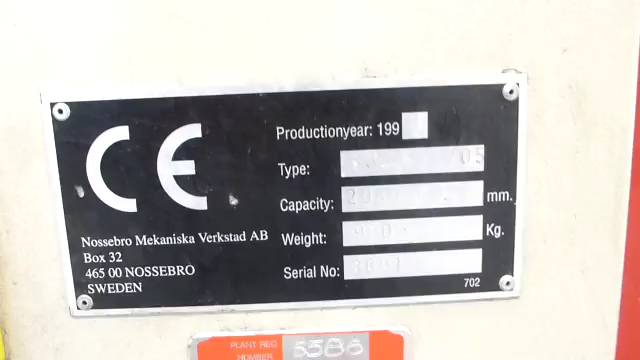 CE
Productionyear: 199
Type:
Capacity: mm.
Weight: Kg.
Serial No:
Nossebro Mekaniska Verkstad AB
Box 32
465 00 NOSSEBRO
SWEDEN
702
PLANT REG
NUMBER 5388